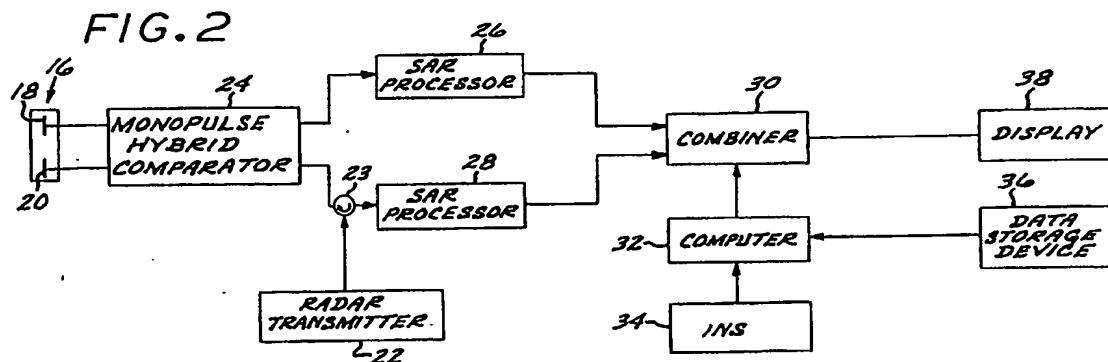 FIG. 2
16
18
20
24
MONOPULSE
HYBRID
COMPARATOR
26
SAR
PROCESSOR
23
28
SAR
PROCESSOR
RADAR
TRANSMITTER
22
30
COMBINER
32
COMPUTER
34
INS
38
DISPLAY
36
DATA
STORAGE
DEVICE